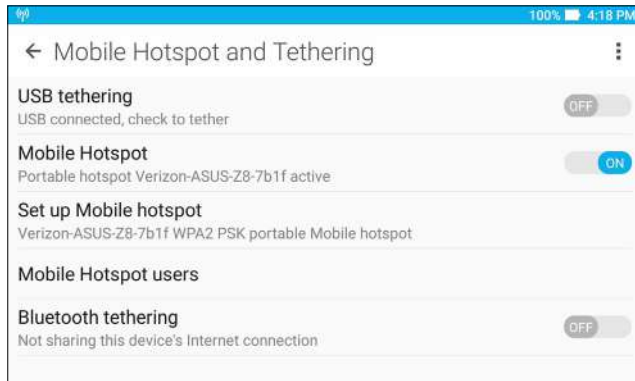 100% 4:18 PM
Mobile Hotspot and Tethering
USB tethering
OFF
USB connected, check to tether
Mobile Hotspot
ON
Portable hotspot Verizon-ASUS-Z8-7b1f active
Set up Mobile hotspot
Verizon-ASUS-Z8-7b1f WPA2 PSK portable Mobile hotspot
Mobile Hotspot users
Bluetooth tethering
OFF
Not sharing this device's Internet connection